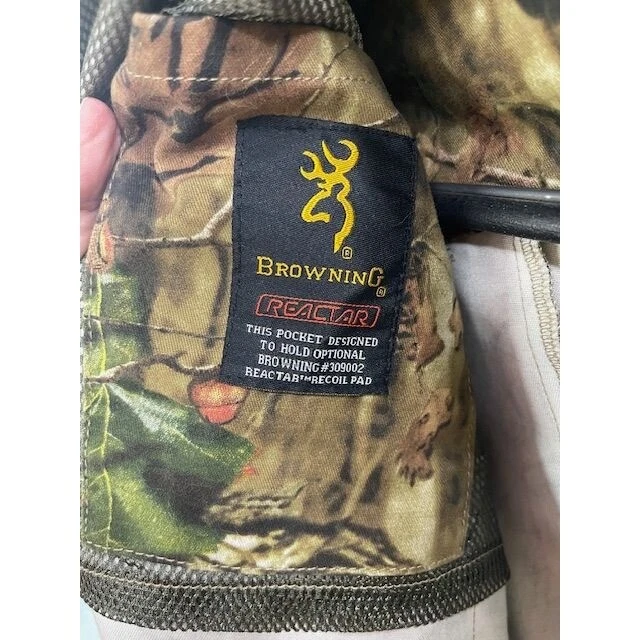 BROWNING®
REACTAR
THIS POCKET DESIGNED
TO HOLD OPTIONAL
BROWNING #309002
REACTAR™ RECOIL PAD